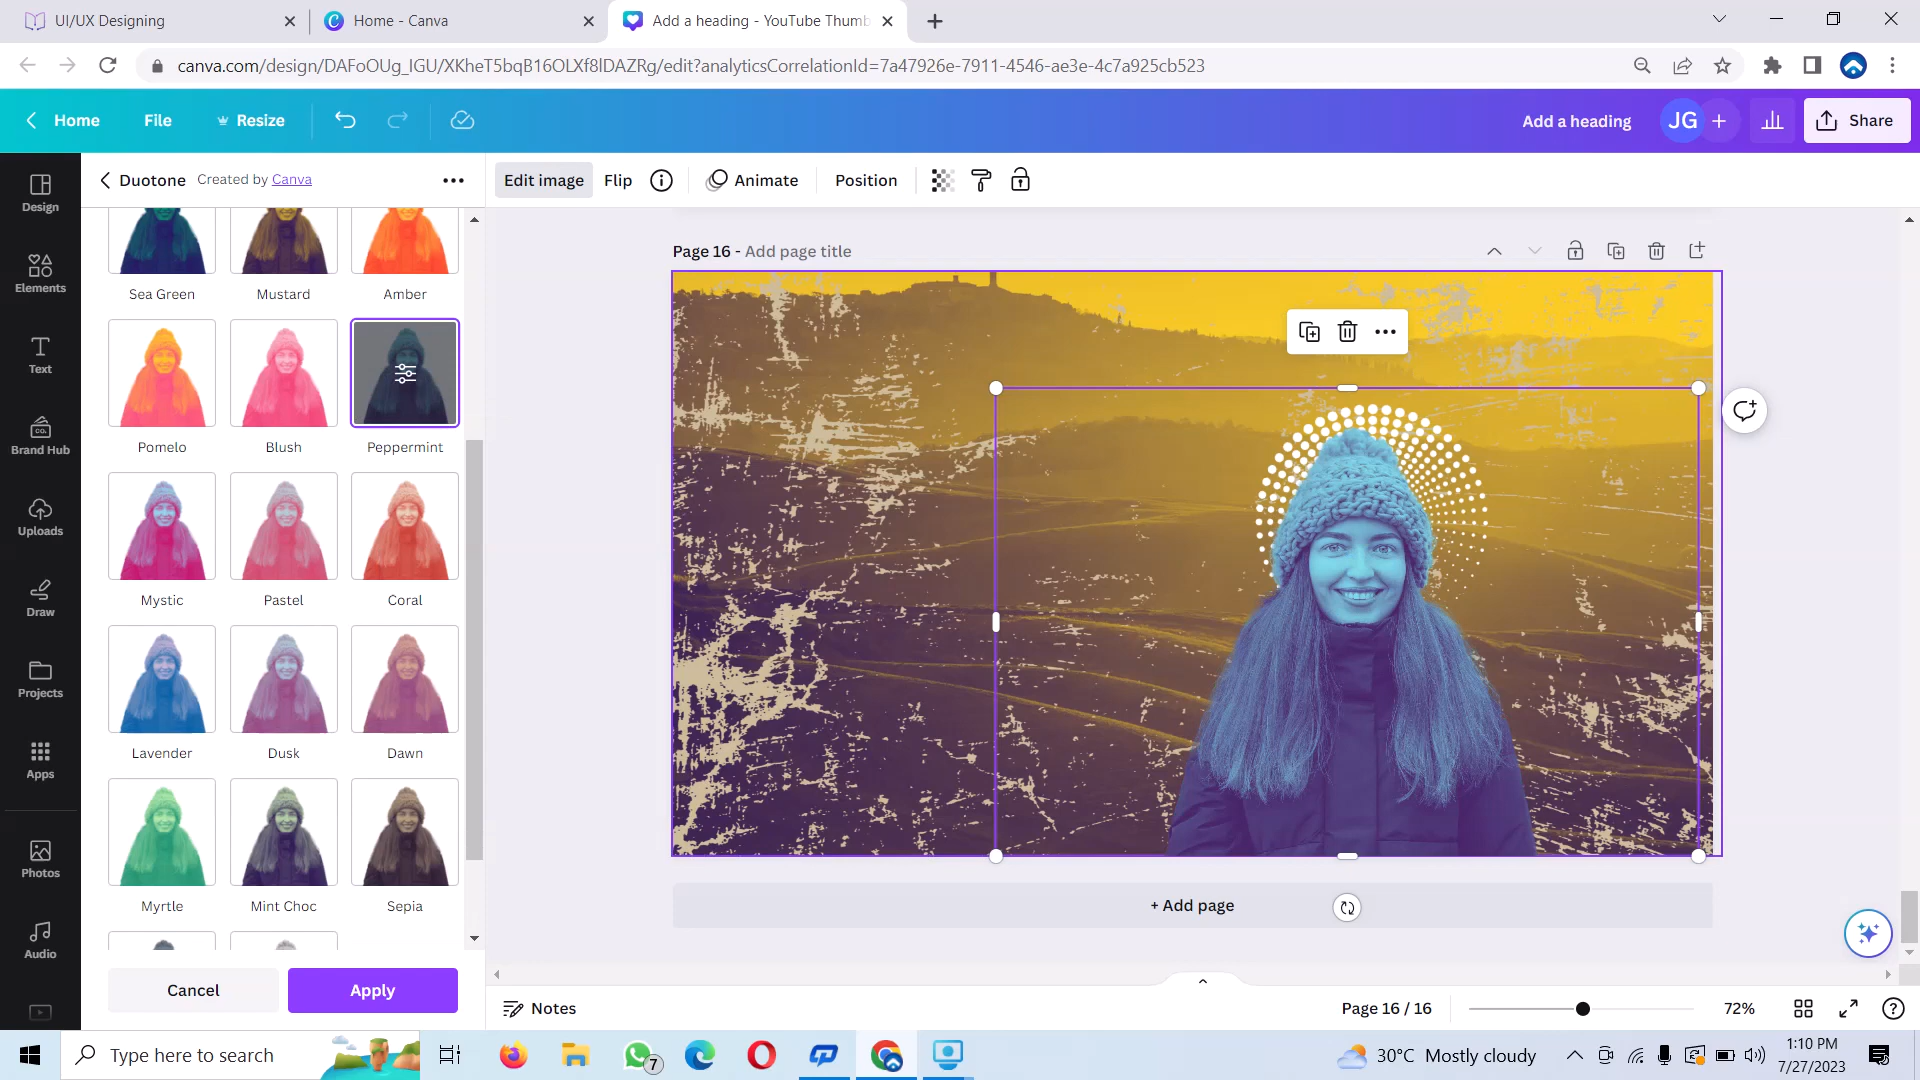 UI/UX Designing
Home - Canva
Add a heading - YouTube Thumb
canva.com/design/DAFoOUg_IGU/XKheT5bqB16OLXf8lDAZRg/edit?analyticsCorrelationId=7a47926e-7911-4546-ae3e-4c7a925cb523
Home
File
Resize
Add a heading
JG
Share
Design
Elements
Text
Brand Hub
Uploads
Draw
Projects
Apps
Photos
Audio
Duotone
Created by Canva
Edit image
Flip
Animate
Position
Sea Green
Mustard
Amber
Pomelo
Blush
Peppermint
Mystic
Pastel
Coral
Lavender
Dusk
Dawn
Myrtle
Mint Choc
Sepia
Cancel
Apply
Page 16 - Add page title
+ Add page
Notes
Page 16 / 16
72%
Type here to search
7
30°C Mostly cloudy
1:10 PM
7/27/2023